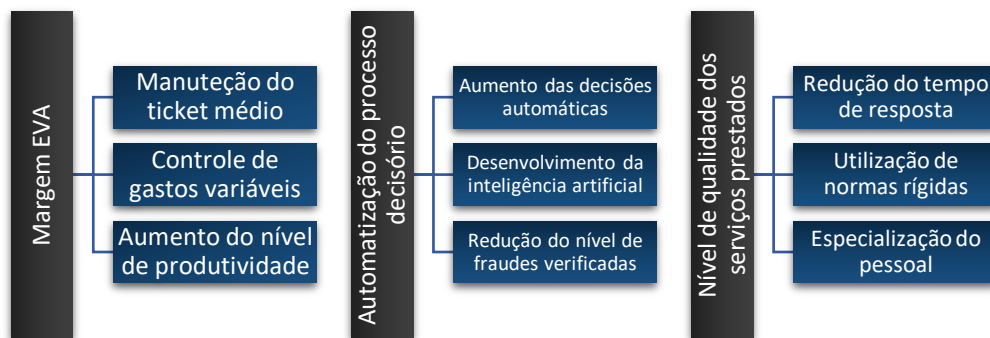 Margem EVA
Manuteção do
ticket médio
Controle de
gastos variáveis
Aumento do nível
de produtividade
Automatização do processo
decisório
Aumento das decisões
automáticas
Desenvolvimento da
inteligência artificial
Redução do nível de
fraudes verificadas
Nível de qualidade dos
serviços prestados
Redução do tempo
de resposta
Utilização de
normas rígidas
Especialização do
pessoal